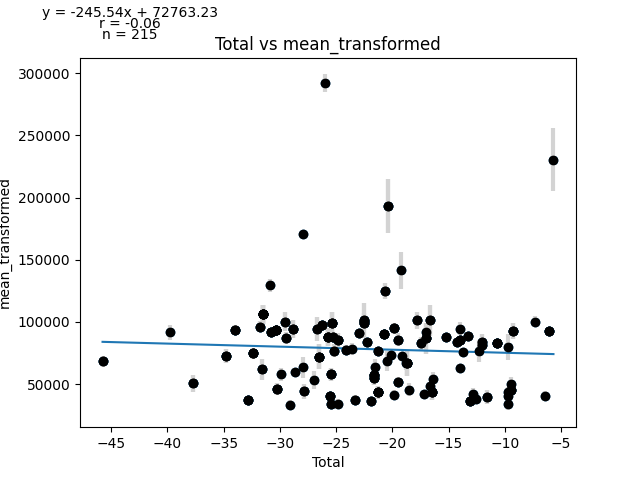 y = -245.54x + 72763.23
r = -0.06
n = 215
Total vs mean_transformed
300000
250000
200000
150000
100000
50000
mean_transformed
−45
−40
−35
−30
−25
−20
−15
−10
−5
Total